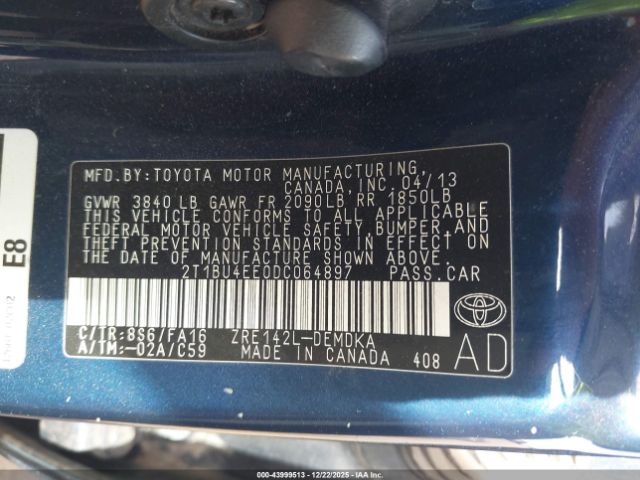 MFD.BY: TOYOTA MOTOR MANUFACTURING,
CANADA, INC. 04/13
GVWR 3840 LB GAWR FR 2090LB RR 1850LB
THIS VEHICLE CONFORMS TO ALL APPLICABLE
FEDERAL MOTOR VEHICLE SAFETY, BUMPER, AND
THEFT PREVENTION STANDARDS IN EFFECT ON
THE DATE OF MANUFACTURE SHOWN ABOVE.
2T1BU4EE0DC064897 PASS.CAR
C/TR: 8S6/FA16 ZRE142L-DEMDKA
A/TM: -02A/C59 MADE IN CANADA 408
AD
E8
000-43999513 - 12/22/2025 - IAAI.COM